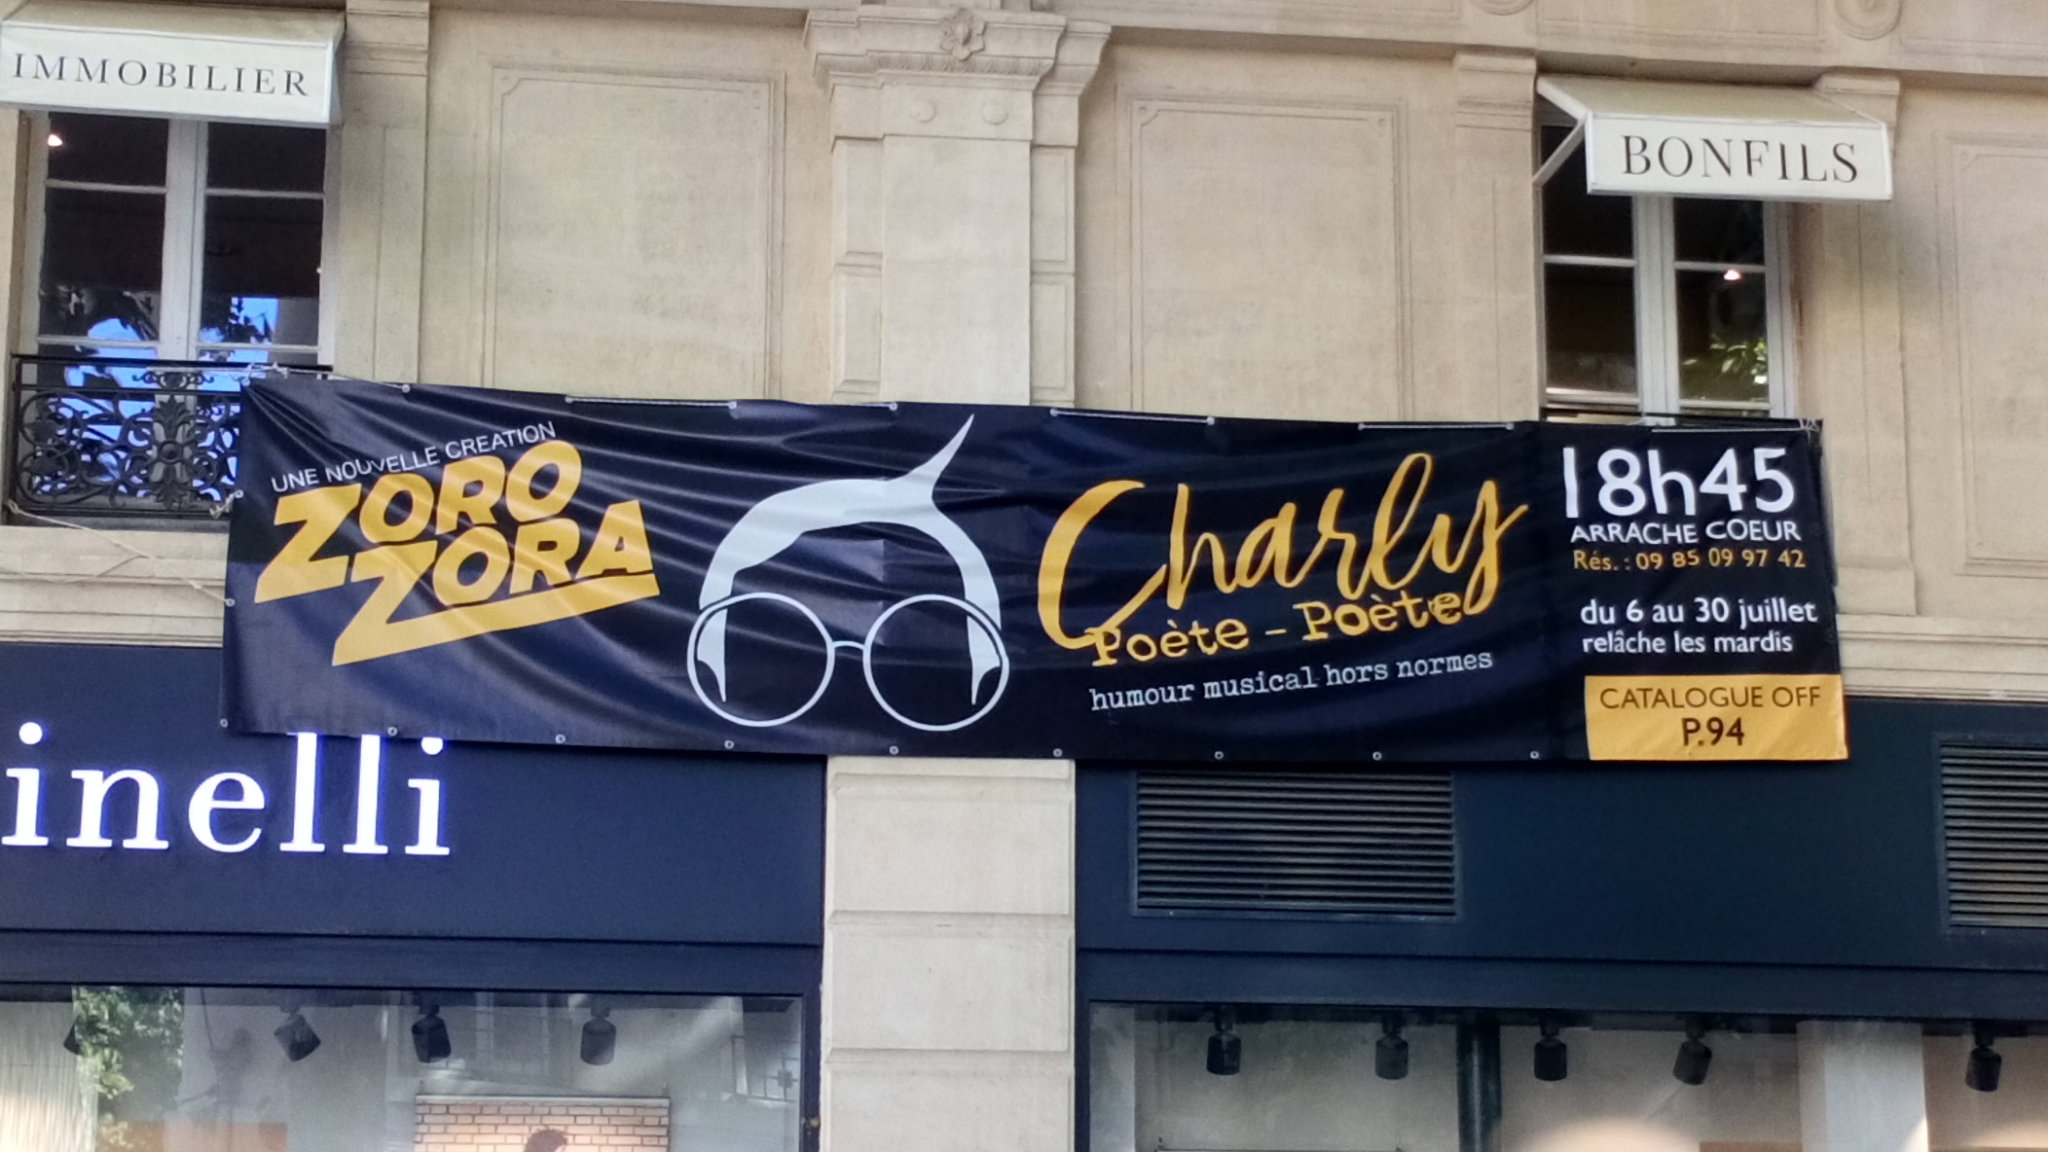 IMMOBILIER
BONFILS
UNE NOUVELLE CREATION
ZORO
ZORA
Charly
Poète - Poète
humour musical hors normes
18h45
ARRACHE COEUR
Rés. : 09 85 09 97 42
du 6 au 30 juillet
relâche les mardis
CATALOGUE OFF
P.94
inelli